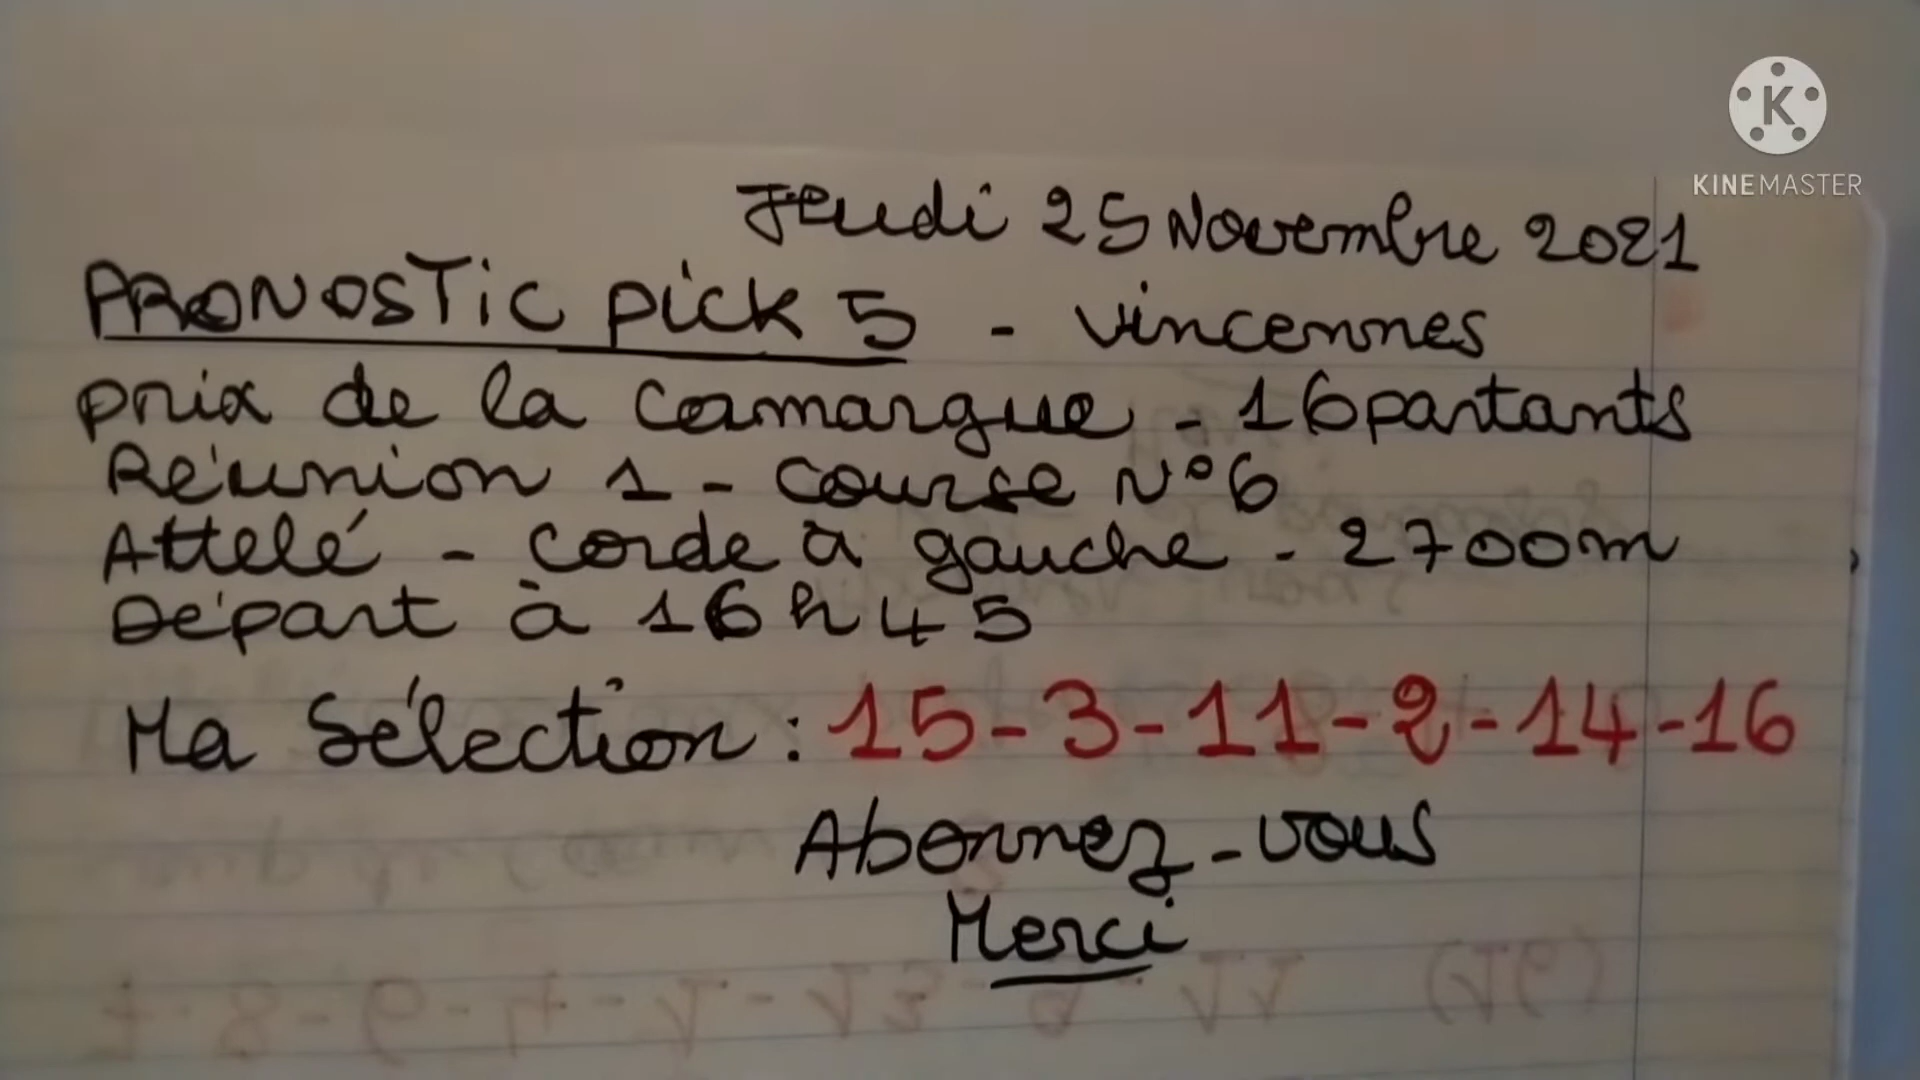 K
KINEMASTER
Jeudi 25 Novembre 2021
PRONOSTIC pick 5 - Vincennes
prix de la Camargue - 16 partants
Réunion 1 - Course N°6
Attelé - Corde à gauche - 2700m
Départ à 16h45
Ma Sélection : 15-3-11-2-14-16
Abonnez-vous
Merci